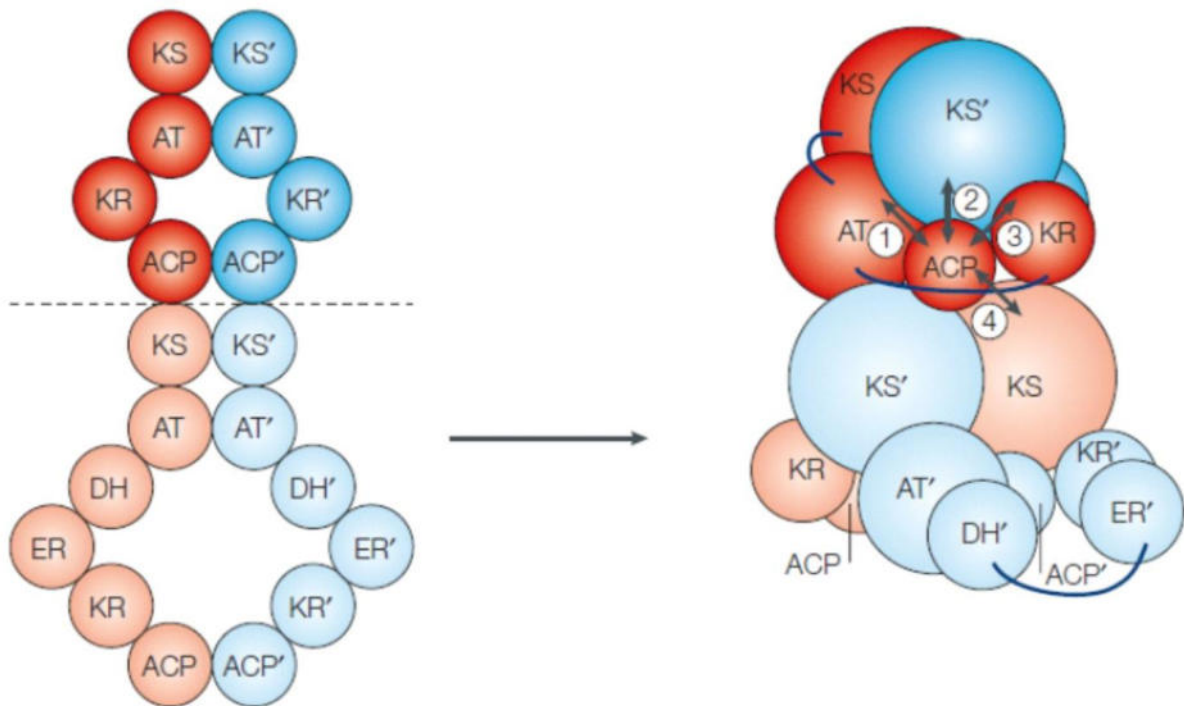 KS KS′
AT AT′
KR KR′
ACP ACP′
KS KS′
AT AT′
DH DH′
ER ER′
KR KR′
ACP ACP′
KS
KS′
2
AT 1 3 KR
ACP
4
KS′ KS
KR KR′
AT′ ER′
DH′
ACP ACP′